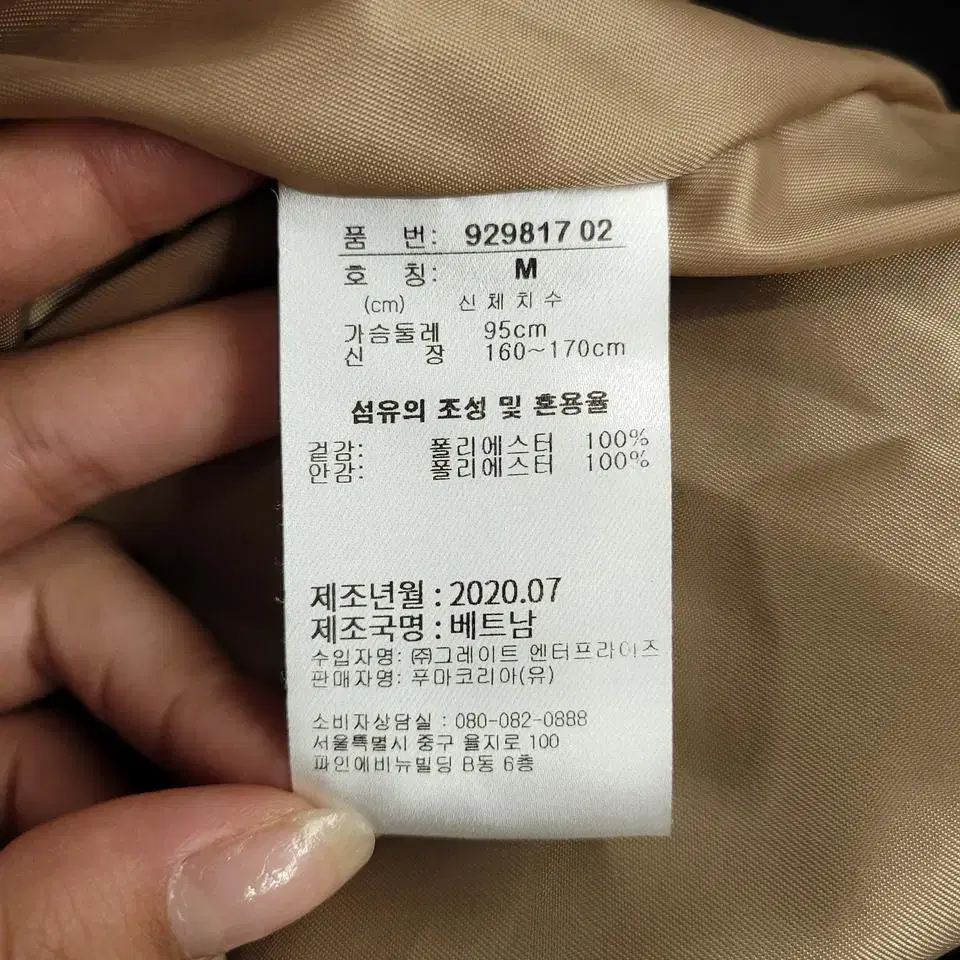 품 번: 929817 02
호 칭: M
(cm) 신체치수
가슴둘레 95cm
신 장 160~170cm
섬유의 조성 및 혼용율
겉감: 폴리에스터 100%
안감: 폴리에스터 100%
제조년월 : 2020.07
제조국명 : 베트남
수입자명: ㈜그레이트 엔터프라이즈
판매자명: 푸마코리아(유)
소비자상담실 : 080-082-0888
서울특별시 중구 을지로 100
파인에비뉴빌딩 B동 6층